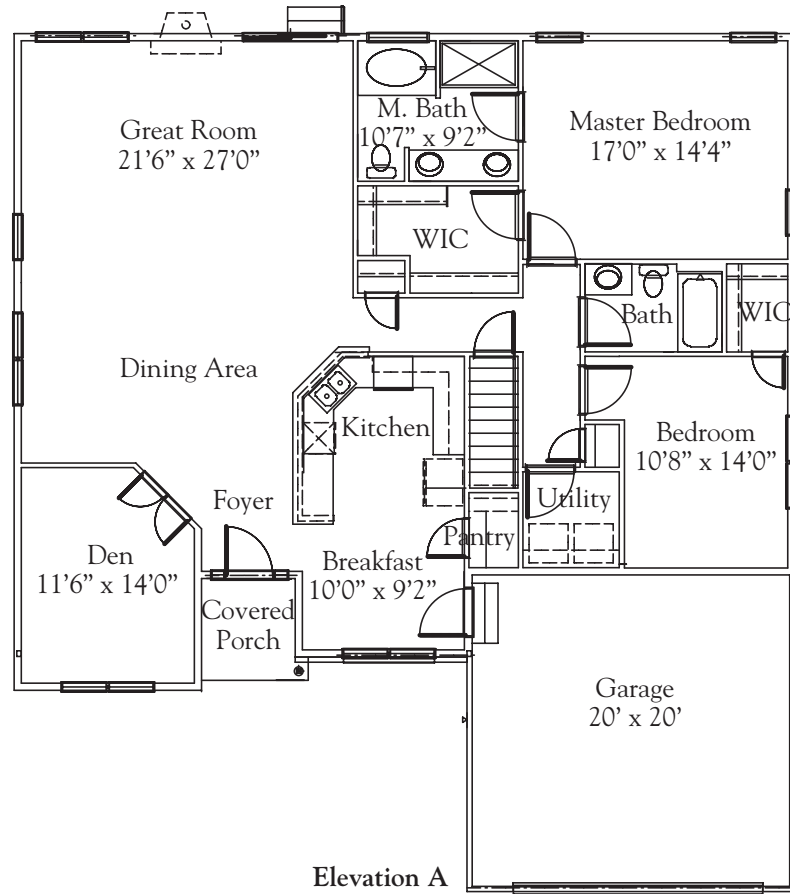 Great Room
21'6” x 27'0”
M. Bath
10'7” x 9'2”
Master Bedroom
17'0” x 14'4”
WIC
Bath
WIC
Dining Area
Kitchen
Bedroom
10'8” x 14'0”
Foyer
Utility
Pantry
Den
11'6” x 14'0”
Breakfast
10'0” x 9'2”
Covered
Porch
Garage
20' x 20'
Elevation A